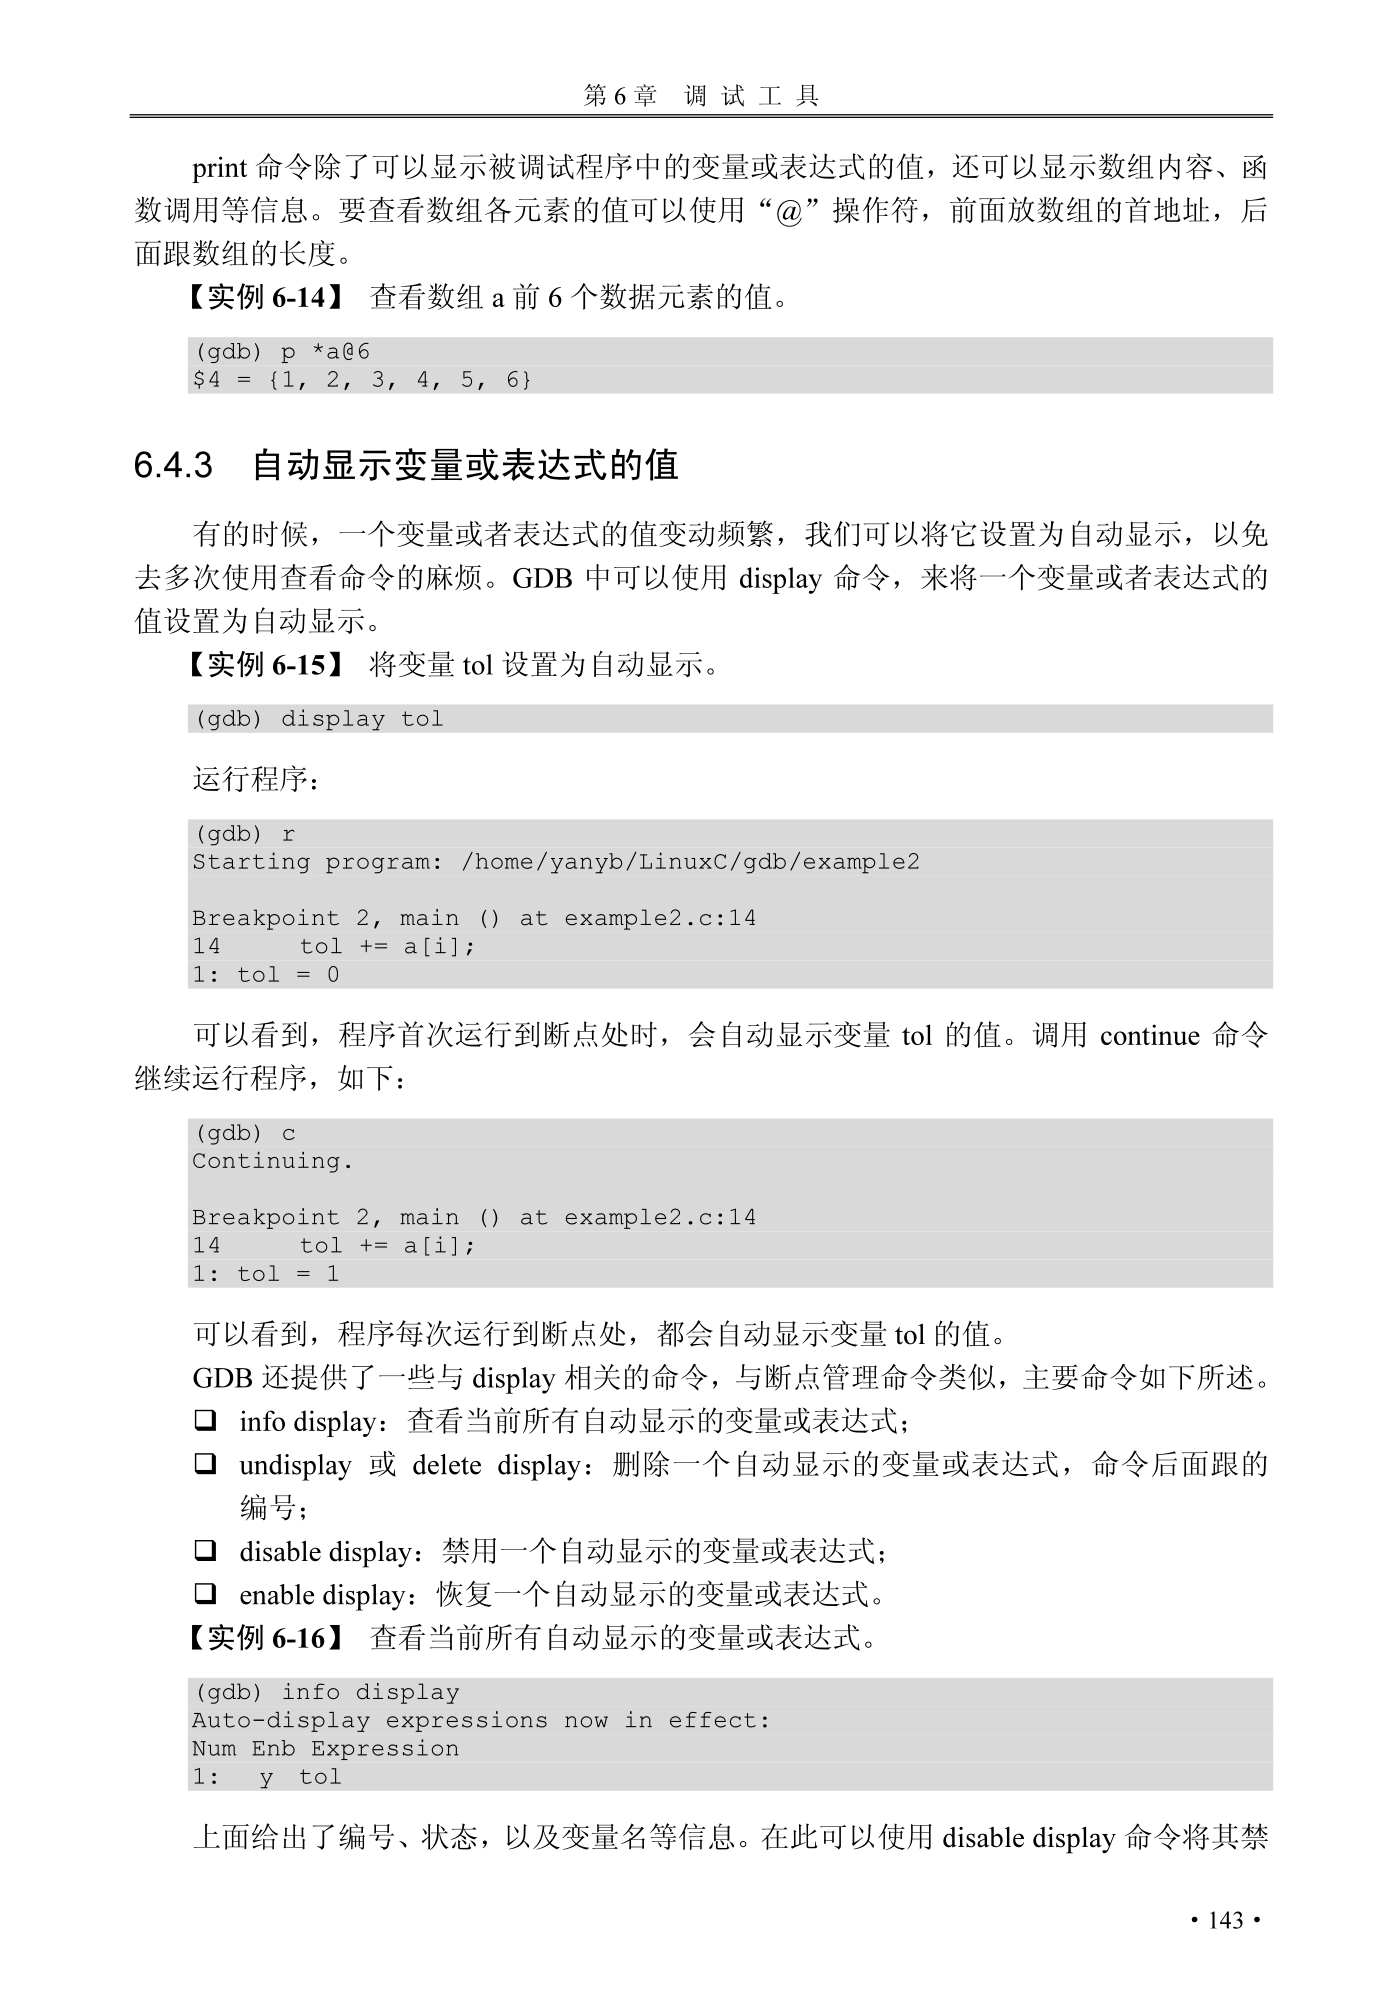 第 6 章 调 试 工 具
print 命令除了可以显示被调试程序中的变量或表达式的值，还可以显示数组内容、函
数调用等信息。要查看数组各元素的值可以使用“@”操作符，前面放数组的首地址，后
面跟数组的长度。
【实例 6-14】 查看数组 a 前 6 个数据元素的值。
(gdb) p *a@6
$4 = {1, 2, 3, 4, 5, 6}
6.4.3 自动显示变量或表达式的值
有的时候，一个变量或者表达式的值变动频繁，我们可以将它设置为自动显示，以免
去多次使用查看命令的麻烦。GDB 中可以使用 display 命令，来将一个变量或者表达式的
值设置为自动显示。
【实例 6-15】 将变量 tol 设置为自动显示。
(gdb) display tol
运行程序：
(gdb) r
Starting program: /home/yanyb/LinuxC/gdb/example2
Breakpoint 2, main () at example2.c:14
14 tol += a[i];
1: tol = 0
可以看到，程序首次运行到断点处时，会自动显示变量 tol 的值。调用 continue 命令
继续运行程序，如下：
(gdb) c
Continuing.
Breakpoint 2, main () at example2.c:14
14 tol += a[i];
1: tol = 1
可以看到，程序每次运行到断点处，都会自动显示变量 tol 的值。
GDB 还提供了一些与 display 相关的命令，与断点管理命令类似，主要命令如下所述。
❑ info display：查看当前所有自动显示的变量或表达式；
❑ undisplay 或 delete display：删除一个自动显示的变量或表达式，命令后面跟的
编号；
❑ disable display：禁用一个自动显示的变量或表达式；
❑ enable display：恢复一个自动显示的变量或表达式。
【实例 6-16】 查看当前所有自动显示的变量或表达式。
(gdb) info display
Auto-display expressions now in effect:
Num Enb Expression
1: y tol
上面给出了编号、状态，以及变量名等信息。在此可以使用 disable display 命令将其禁
• 143 •